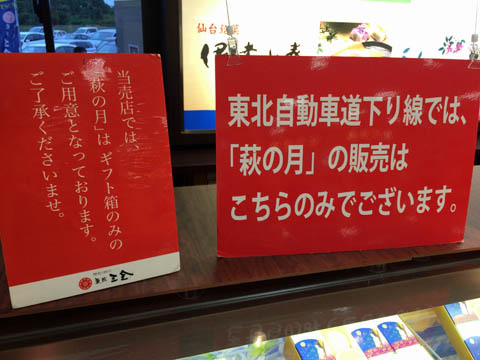 当売店では、
「萩の月」は ギフト箱のみの
ご用意となっております。
ご了承くださいませ。
菓匠 三全
仙台銘菓
東北自動車道下り線では、
「萩の月」の販売は
こちらのみでございます。